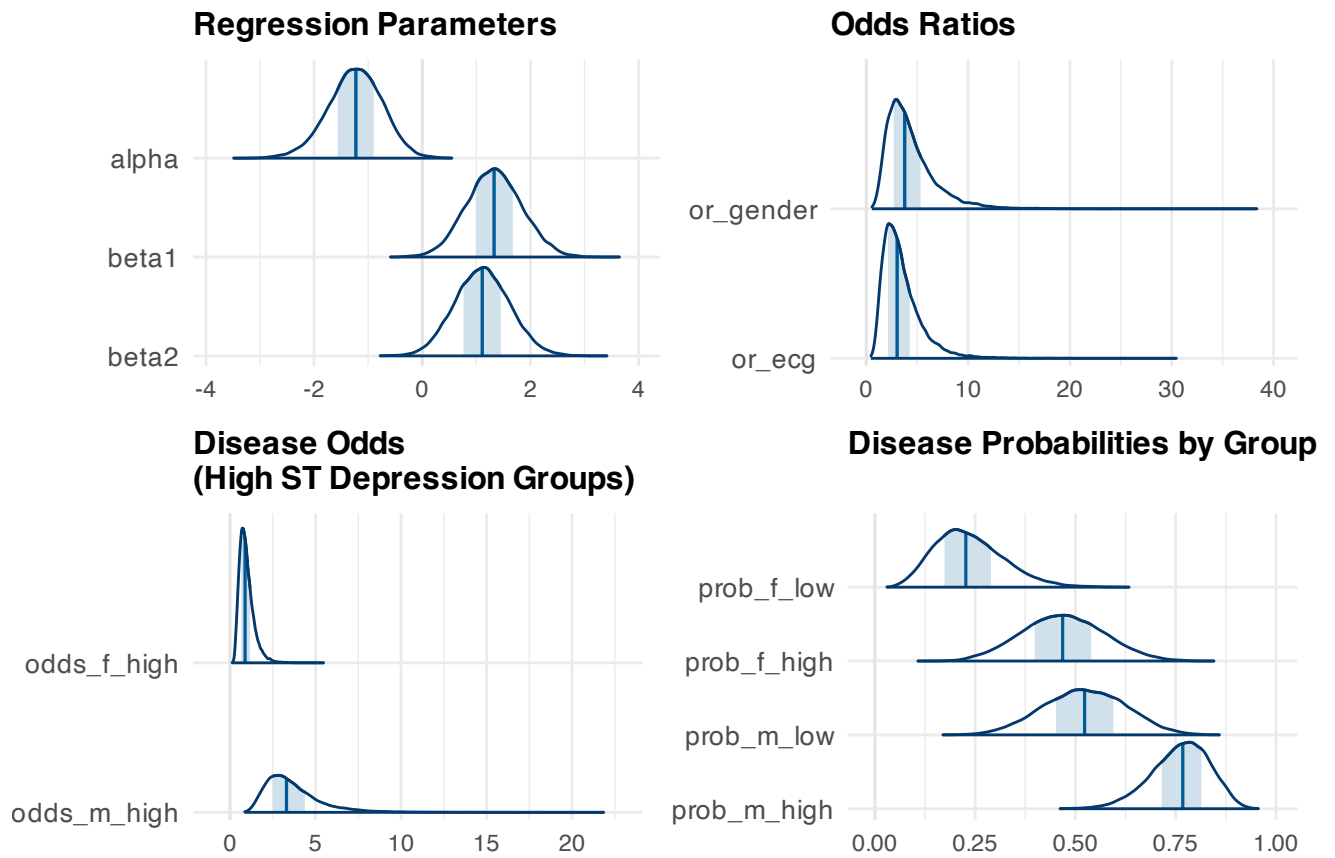 Regression Parameters
alpha
beta1
beta2
-4 -2 0 2 4
Odds Ratios
or_gender
or_ecg
0 10 20 30 40
Disease Odds
(High ST Depression Groups)
odds_f_high
odds_m_high
0 5 10 15 20
Disease Probabilities by Group
prob_f_low
prob_f_high
prob_m_low
prob_m_high
0.00 0.25 0.50 0.75 1.00